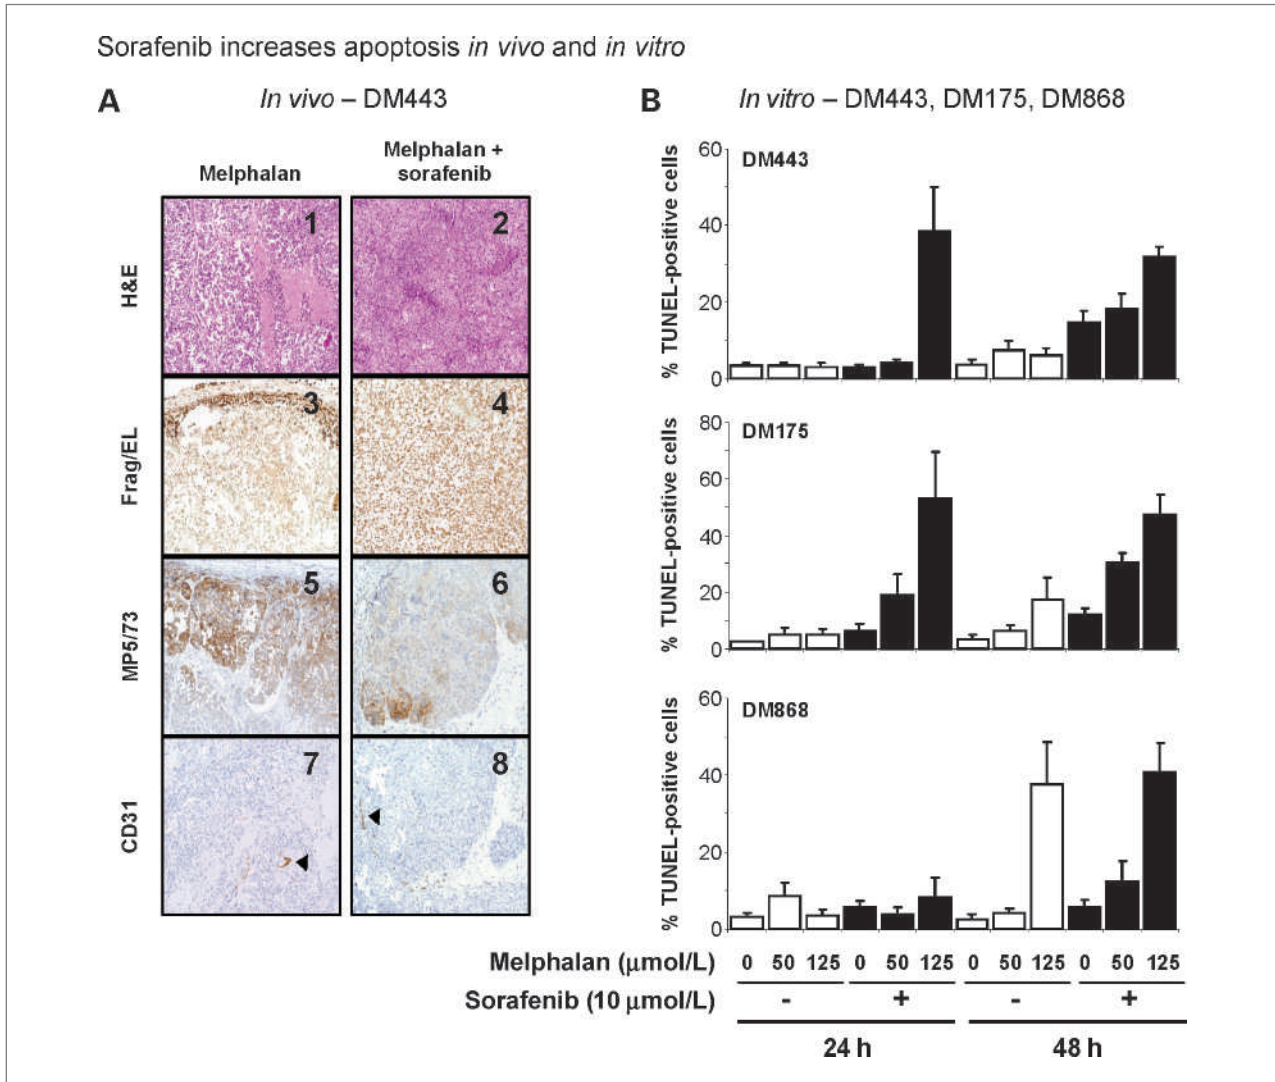 Sorafenib increases apoptosis in vivo and in vitro
A
In vivo – DM443
Melphalan
Melphalan +
sorafenib
H&E
1
2
Frag/EL
3
4
MP5/73
5
6
CD31
7
8
B
In vitro – DM443, DM175, DM868
DM443
% TUNEL-positive cells
60
40
20
0
DM175
% TUNEL-positive cells
80
60
40
20
0
DM868
% TUNEL-positive cells
60
40
20
0
Melphalan (μmol/L) 0 50 125 0 50 125 0 50 125 0 50 125
Sorafenib (10 μmol/L) - + - +
24 h 48 h